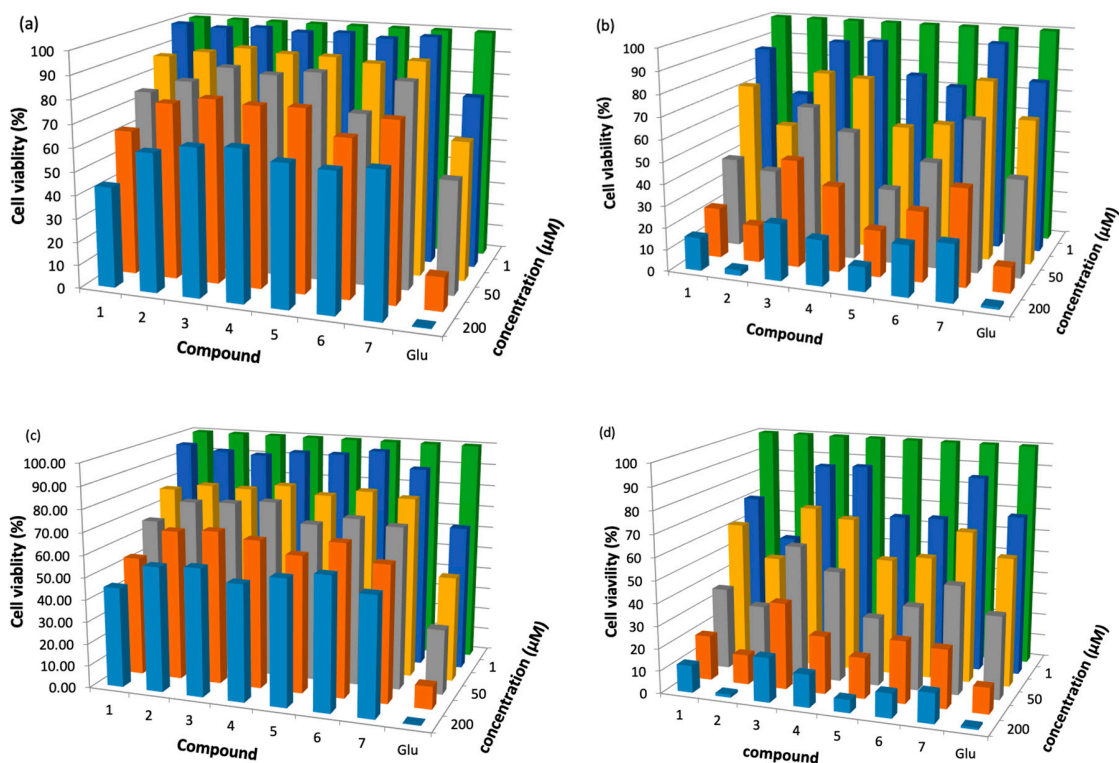 (a)
100
90
80
70
60
50
40
30
20
10
0
Cell viablity (%)
1 2 3 4 5 6 7 Glu
Compound
1
50
200
concentration (µM)
(b)
100
90
80
70
60
50
40
30
20
10
0
Cell viability (%)
1 2 3 4 5 6 7 Glu
Compound
1
50
200
concentration (µM)
(c)
100.00
90.00
80.00
70.00
60.00
50.00
40.00
30.00
20.00
10.00
0.00
Cell viablity (%)
1 2 3 4 5 6 7 Glu
Compound
1
50
200
concentration (µM)
(d)
100
90
80
70
60
50
40
30
20
10
0
Cell viavility (%)
1 2 3 4 5 6 7 Glu
compound
1
50
200
concentration (µM)